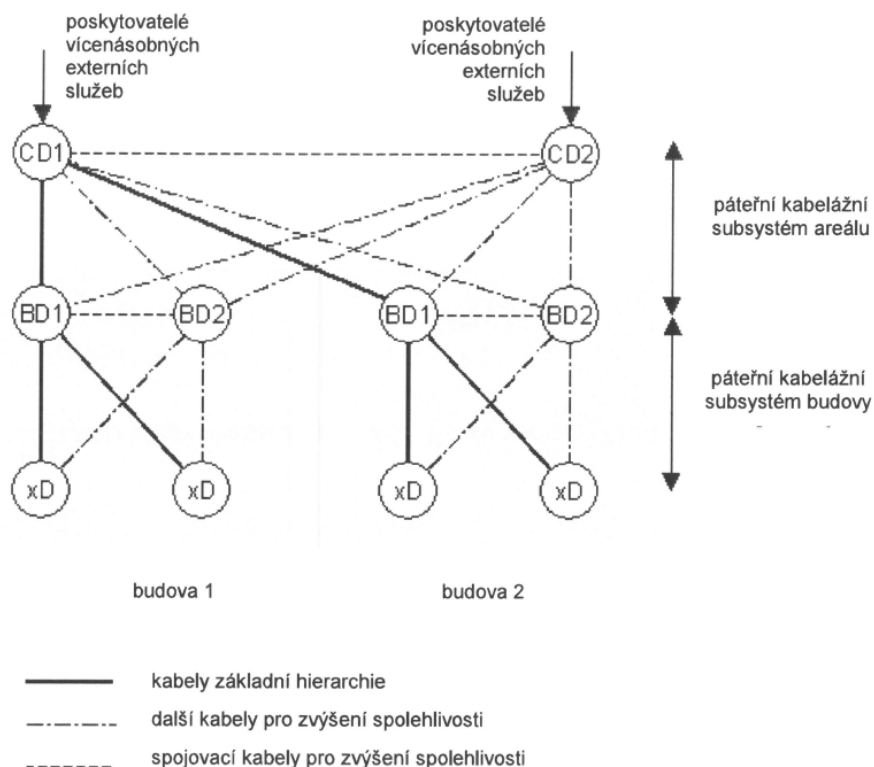 poskytovatelé
vícenásobných
externích
služeb
poskytovatelé
vícenásobných
externích
služeb
CD1
CD2
páteřní kabelážní
subsystém areálu
BD1
BD2
BD1
BD2
páteřní kabelážní
subsystém budovy
xD
xD
xD
xD
budova 1
budova 2
kabely základní hierarchie
další kabely pro zvýšení spolehlivosti
spojovací kabely pro zvýšení spolehlivosti